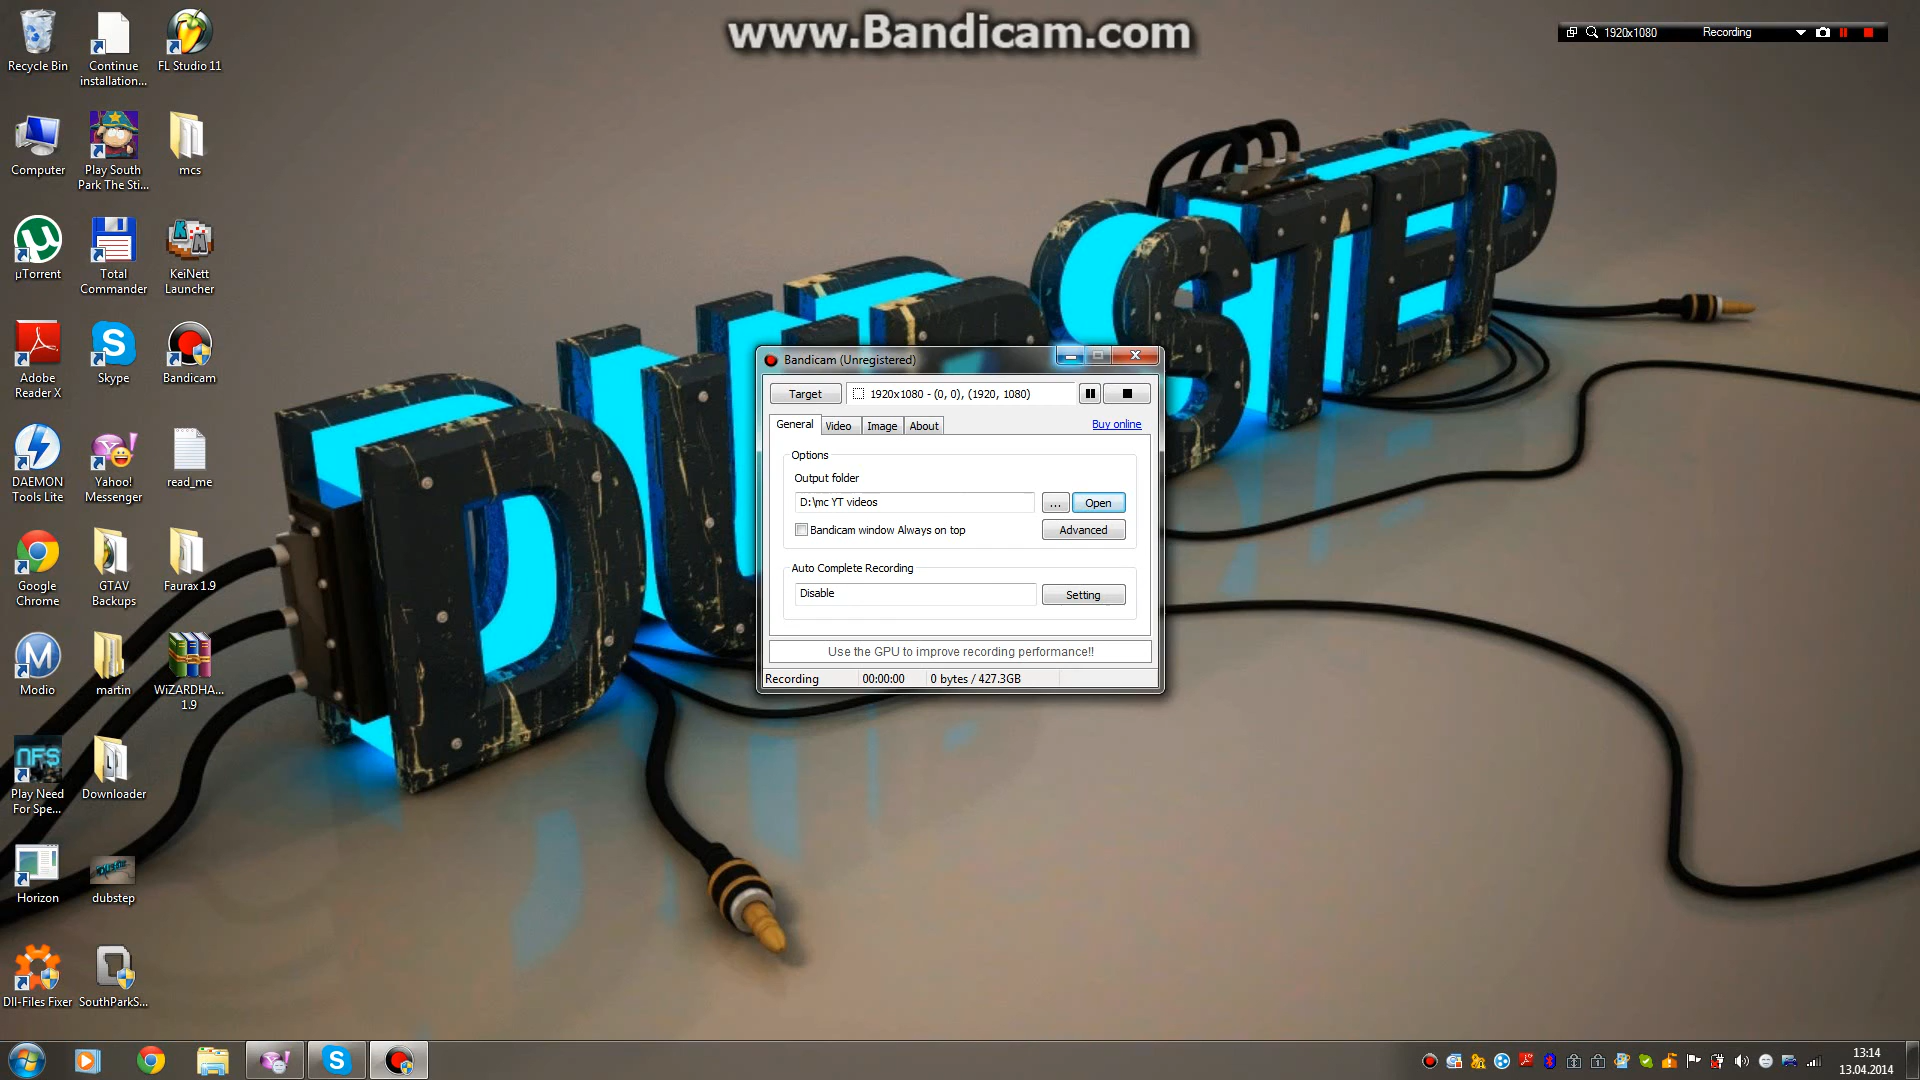 www.Bandicam.com
1920x1080 Recording
Recycle Bin
Continue installation...
FL Studio 11
Computer
Play South Park The Sti...
mcs
µTorrent
Total Commander
KeiNett Launcher
Adobe Reader X
Skype
Bandicam
DAEMON Tools Lite
Yahoo! Messenger
read_me
Google Chrome
GTAV Backups
Faurax 1.9
Modio
martin
WiZARDHA... 1.9
NFS
Play Need For Spe...
Downloader
Horizon
dubstep
Dll-Files Fixer
SouthParkS...
DUBSTEP
Bandicam (Unregistered)
Target
1920x1080 - (0, 0), (1920, 1080)
General Video Image About
Buy online
Options
Output folder
D:\mc YT videos
... Open
Bandicam window Always on top
Advanced
Auto Complete Recording
Disable
Setting
Use the GPU to improve recording performance!!
Recording 00:00:00 0 bytes / 427.3GB
13:14
13.04.2014